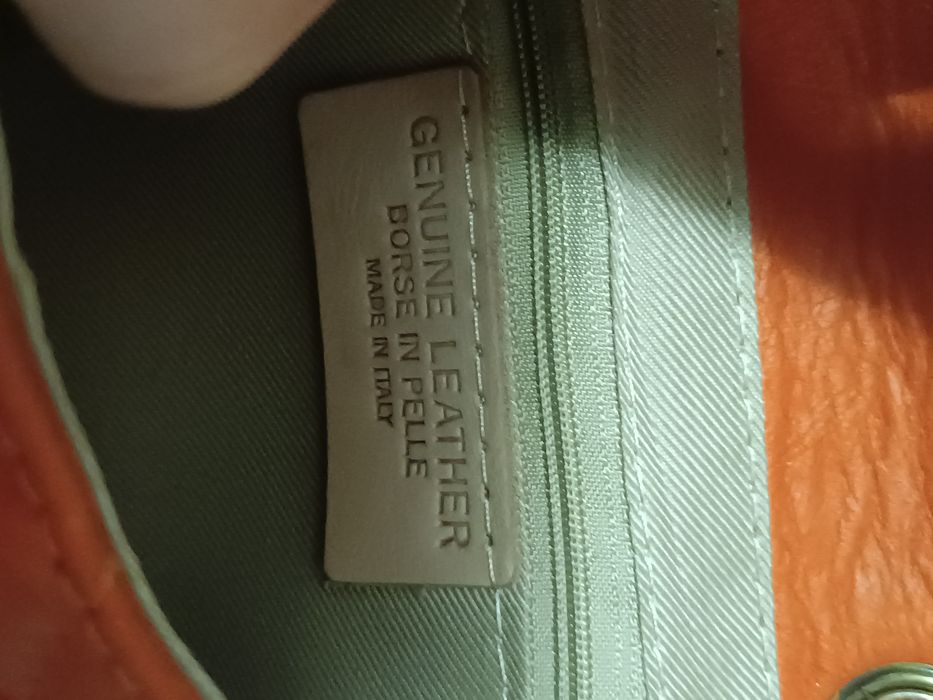 GENUINE LEATHER
BORSE IN PELLE
MADE IN ITALY